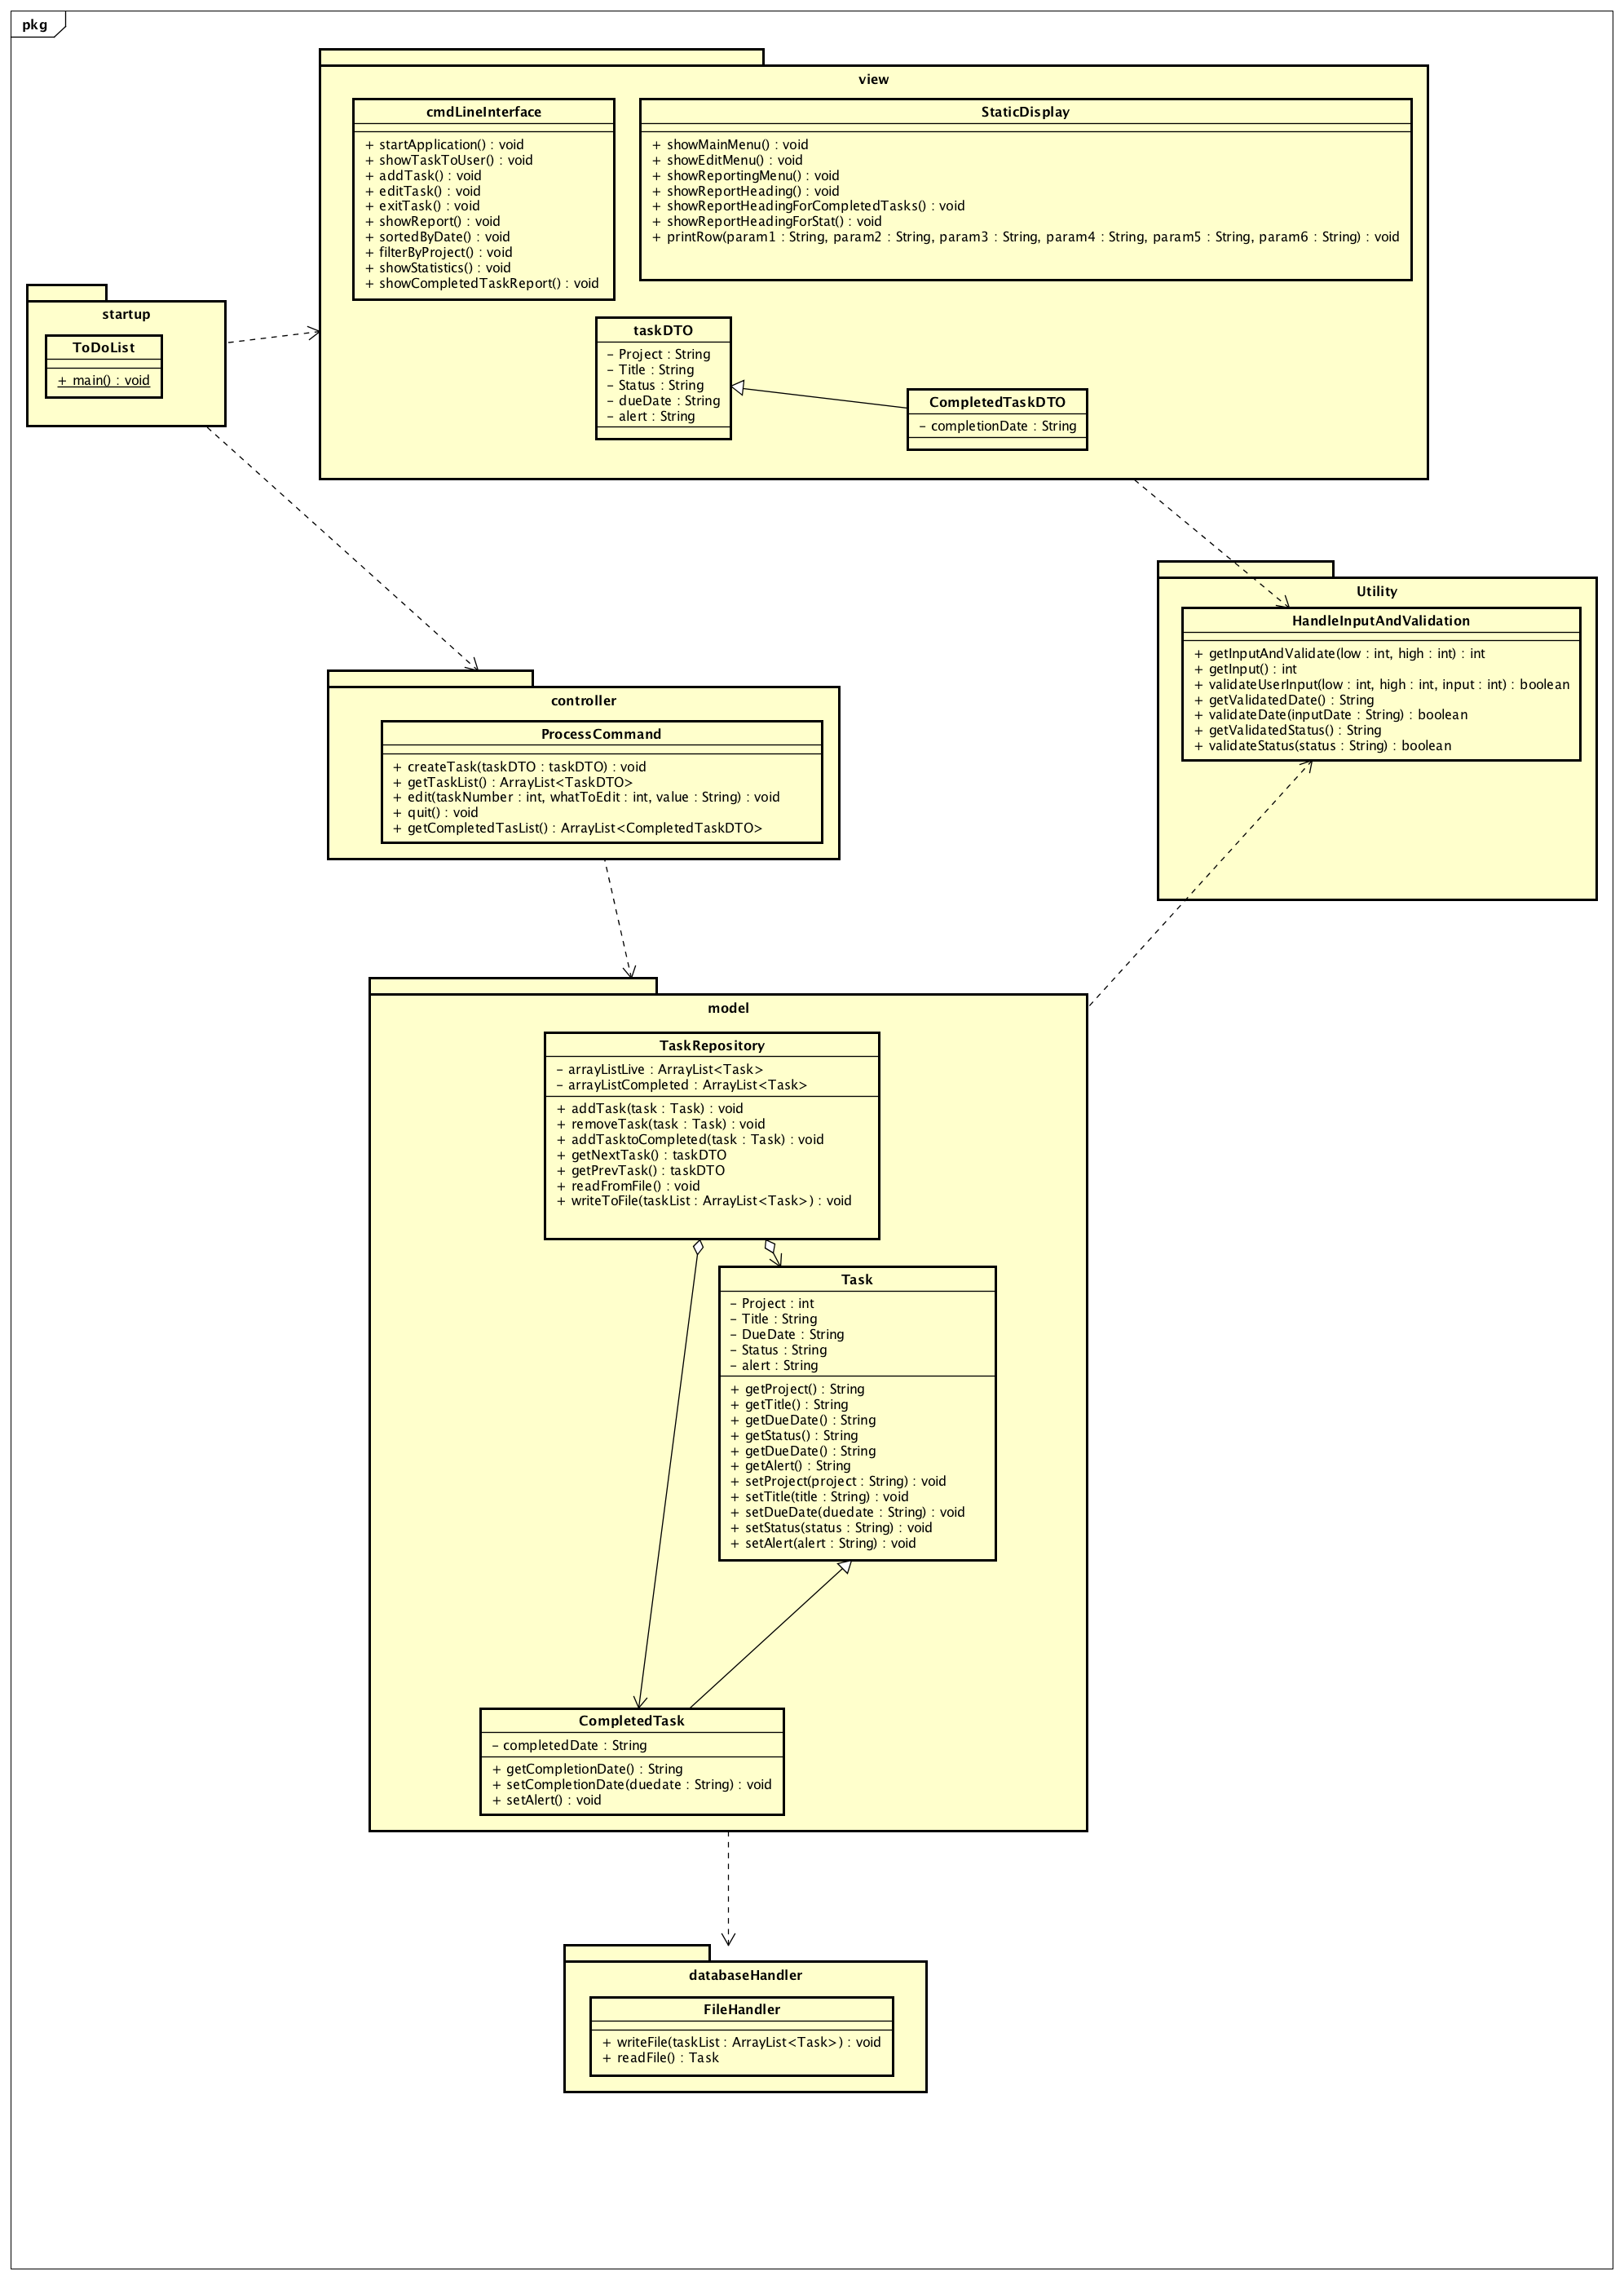 pkg
view
cmdLineInterface
+ startApplication() : void
+ showTaskToUser() : void
+ addTask() : void
+ editTask() : void
+ exitTask() : void
+ showReport() : void
+ sortedByDate() : void
+ filterByProject() : void
+ showStatistics() : void
+ showCompletedTaskReport() : void
StaticDisplay
+ showMainMenu() : void
+ showEditMenu() : void
+ showReportingMenu() : void
+ showReportHeading() : void
+ showReportHeadingForCompletedTasks() : void
+ showReportHeadingForStat() : void
+ printRow(param1 : String, param2 : String, param3 : String, param4 : String, param5 : String, param6 : String) : void
startup
ToDoList
+ main() : void
taskDTO
- Project : String
- Title : String
- Status : String
- dueDate : String
- alert : String
CompletedTaskDTO
- completionDate : String
Utility
HandleInputAndValidation
+ getInputAndValidate(low : int, high : int) : int
+ getInput() : int
+ validateUserInput(low : int, high : int, input : int) : boolean
+ getValidatedDate() : String
+ validateDate(inputDate : String) : boolean
+ getValidatedStatus() : String
+ validateStatus(status : String) : boolean
controller
ProcessCommand
+ createTask(taskDTO : taskDTO) : void
+ getTaskList() : ArrayList<TaskDTO>
+ edit(taskNumber : int, whatToEdit : int, value : String) : void
+ quit() : void
+ getCompletedTasList() : ArrayList<CompletedTaskDTO>
model
TaskRepository
- arrayListLive : ArrayList<Task>
- arrayListCompleted : ArrayList<Task>
+ addTask(task : Task) : void
+ removeTask(task : Task) : void
+ addTasktoCompleted(task : Task) : void
+ getNextTask() : taskDTO
+ getPrevTask() : taskDTO
+ readFromFile() : void
+ writeToFile(taskList : ArrayList<Task>) : void
Task
- Project : int
- Title : String
- DueDate : String
- Status : String
- alert : String
+ getProject() : String
+ getTitle() : String
+ getDueDate() : String
+ getStatus() : String
+ getDueDate() : String
+ getAlert() : String
+ setProject(project : String) : void
+ setTitle(title : String) : void
+ setDueDate(duedate : String) : void
+ setStatus(status : String) : void
+ setAlert(alert : String) : void
CompletedTask
- completedDate : String
+ getCompletionDate() : String
+ setCompletionDate(duedate : String) : void
+ setAlert() : void
databaseHandler
FileHandler
+ writeFile(taskList : ArrayList<Task>) : void
+ readFile() : Task